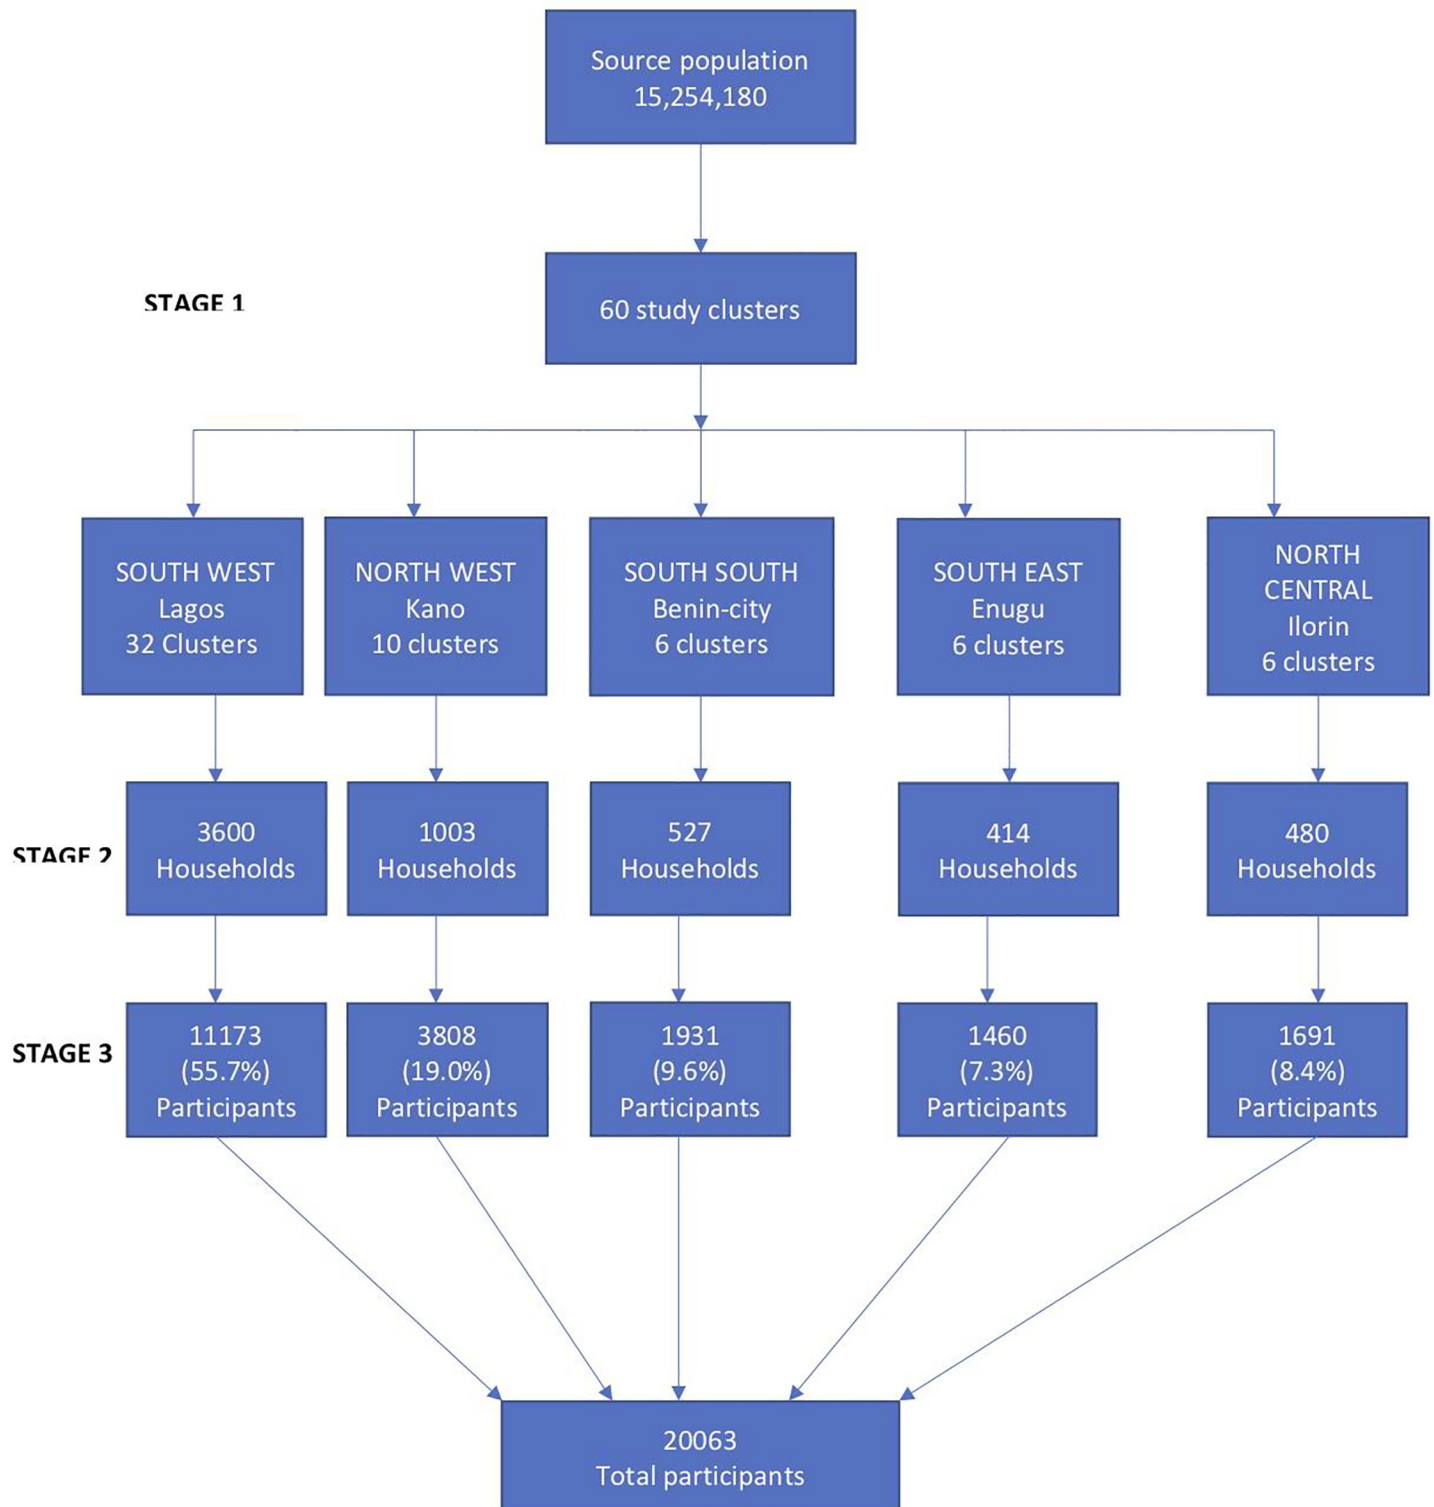 Source population
15,254,180
STAGE 1
60 study clusters
SOUTH WEST
Lagos
32 Clusters
NORTH WEST
Kano
10 clusters
SOUTH SOUTH
Benin-city
6 clusters
SOUTH EAST
Enugu
6 clusters
NORTH
CENTRAL
Ilorin
6 clusters
STAGE 2
3600
Households
1003
Households
527
Households
414
Households
480
Households
STAGE 3
11173
(55.7%)
Participants
3808
(19.0%)
Participants
1931
(9.6%)
Participants
1460
(7.3%)
Participants
1691
(8.4%)
Participants
20063
Total participants